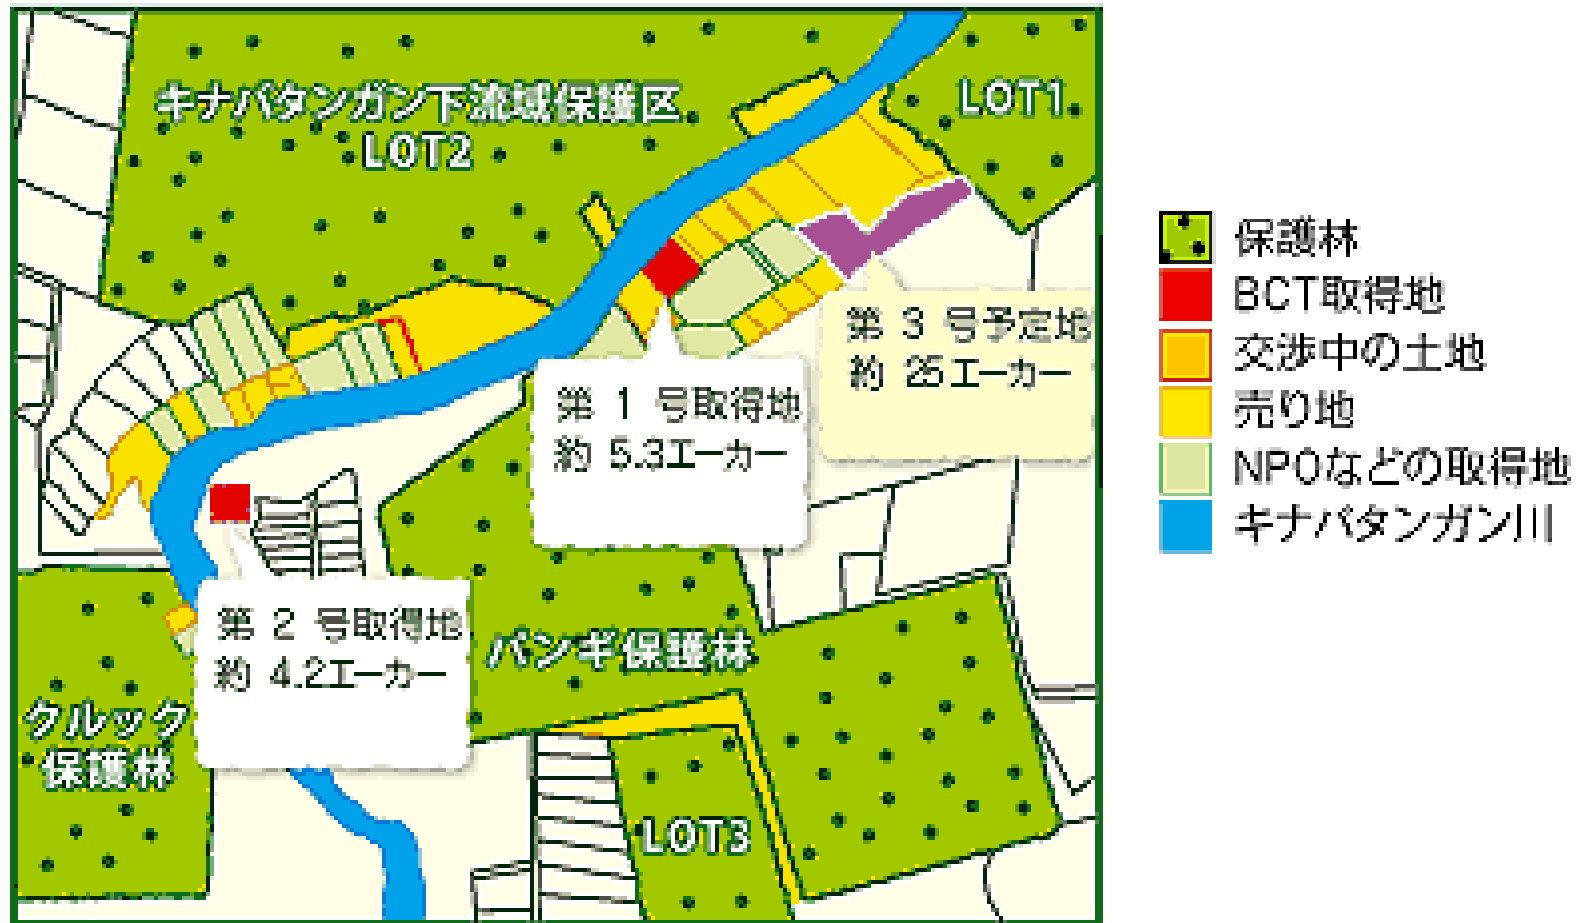 キナバタンガン下流域保護区
LOT2
LOT1
第 3 号予定地
約 25エーカー
第 1 号取得地
約 5.3エーカー
第 2 号取得地
約 4.2エーカー
パンギ保護林
クルック
保護林
LOT3
保護林
BCT取得地
交渉中の土地
売り地
NPOなどの取得地
キナバタンガン川